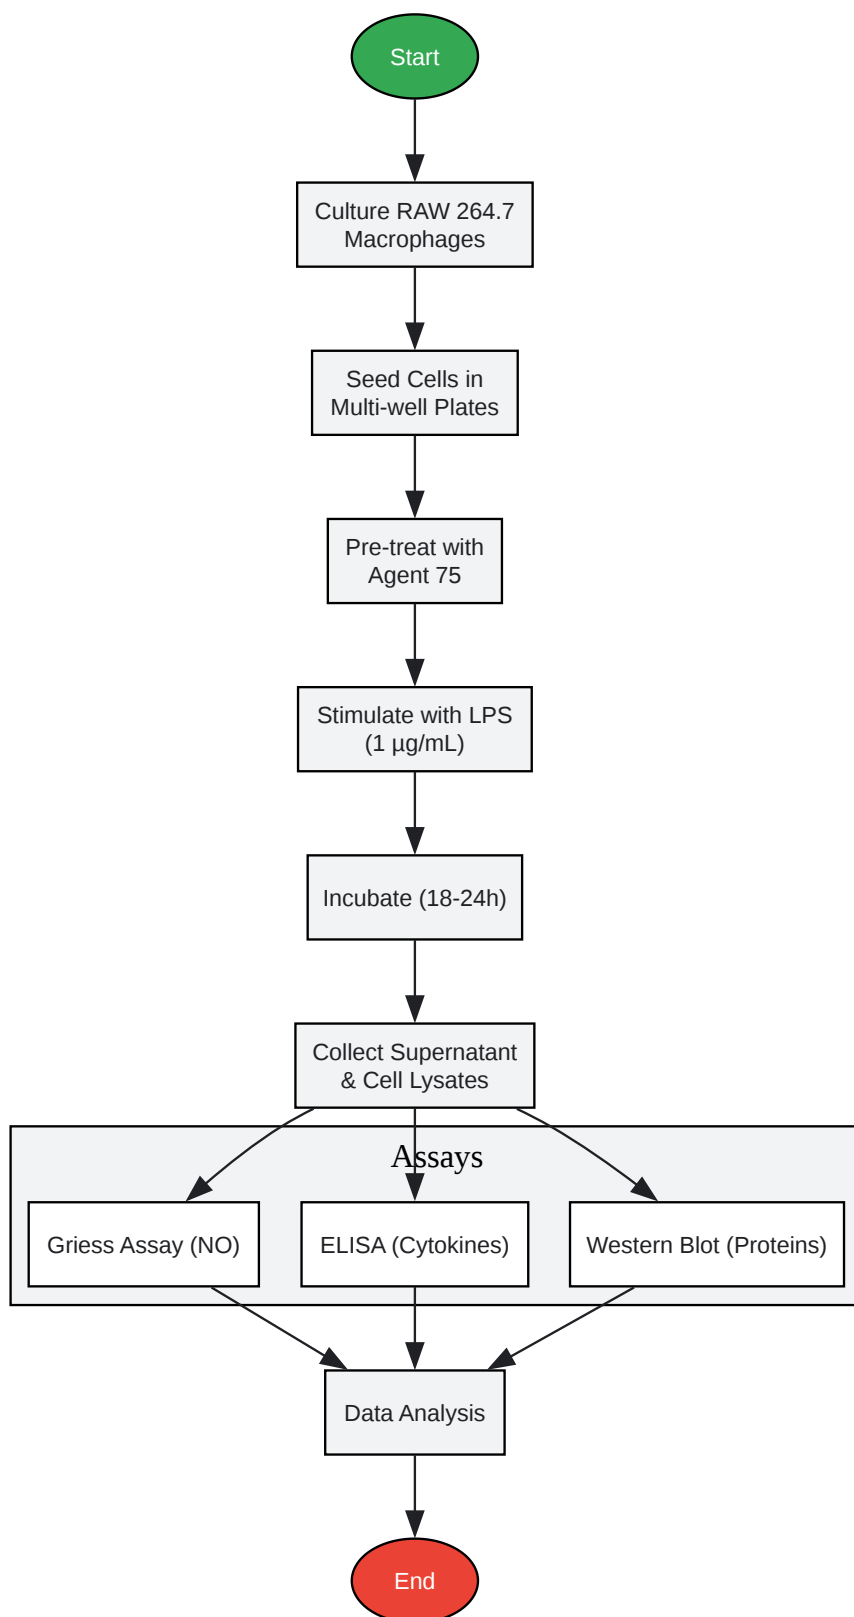 Start
Culture RAW 264.7
Macrophages
Seed Cells in
Multi-well Plates
Pre-treat with
Agent 75
Stimulate with LPS
(1 µg/mL)
Incubate (18-24h)
Collect Supernatant
& Cell Lysates
Assays
Griess Assay (NO)
ELISA (Cytokines)
Western Blot (Proteins)
Data Analysis
End